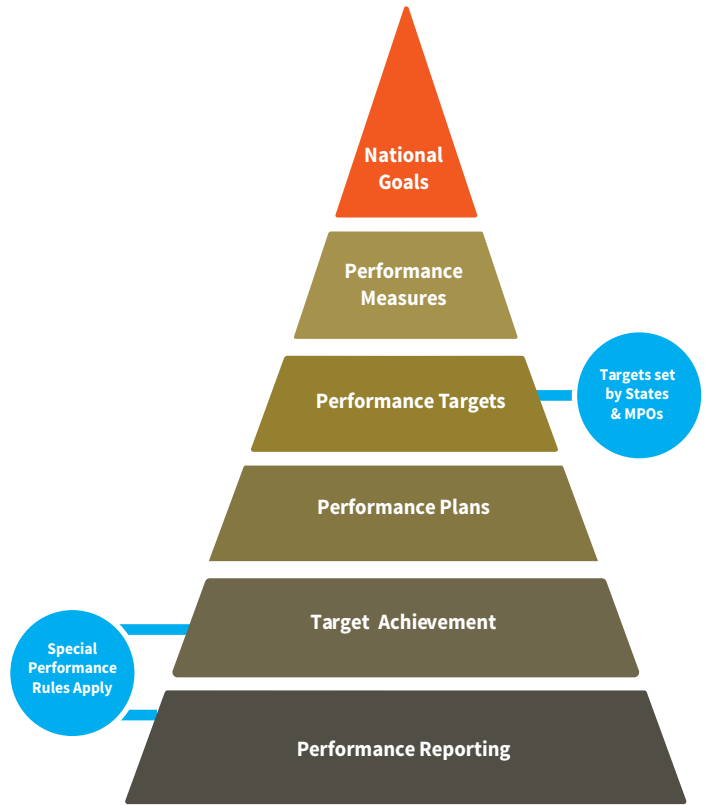 National
Goals
Performance
Measures
Performance Targets
Targets set
by States
& MPOs
Performance Plans
Target Achievement
Special
Performance
Rules Apply
Performance Reporting